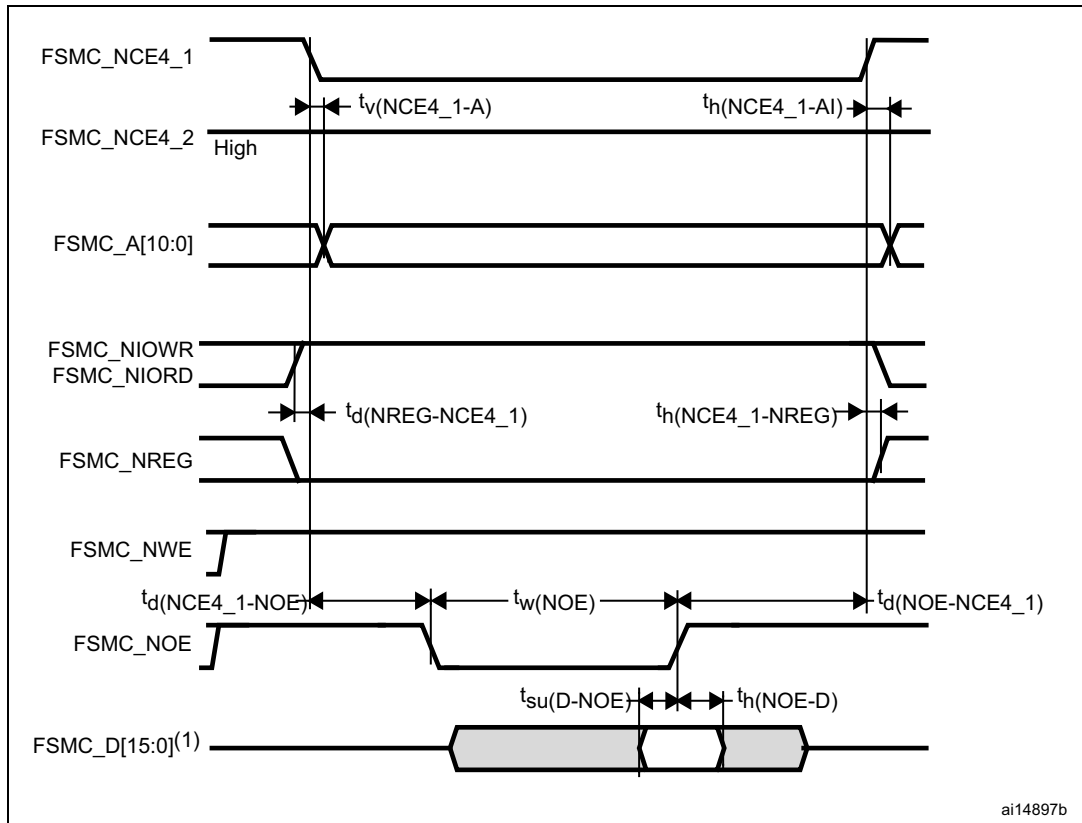 FSMC_NCE4_1
tv(NCE4_1-A)
th(NCE4_1-AI)
FSMC_NCE4_2
High
FSMC_A[10:0]
FSMC_NIOWR
FSMC_NIORD
td(NREG-NCE4_1)
th(NCE4_1-NREG)
FSMC_NREG
FSMC_NWE
td(NCE4_1-NOE)
tw(NOE)
td(NOE-NCE4_1)
FSMC_NOE
tsu(D-NOE)
th(NOE-D)
FSMC_D[15:0](1)
ai14897b